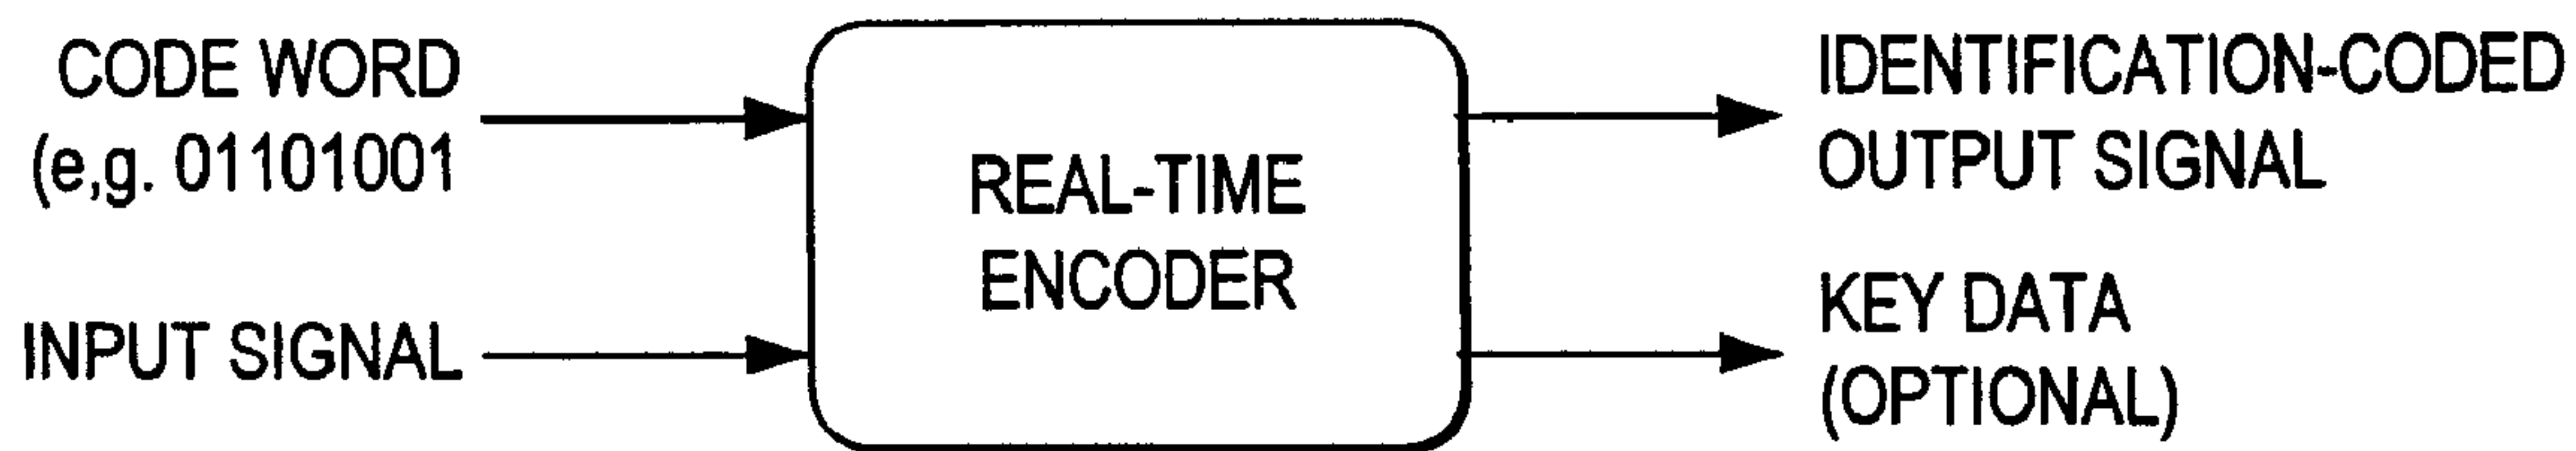 CODE WORD
(e,g. 01101001
INPUT SIGNAL
REAL-TIME
ENCODER
IDENTIFICATION-CODED
OUTPUT SIGNAL
KEY DATA
(OPTIONAL)